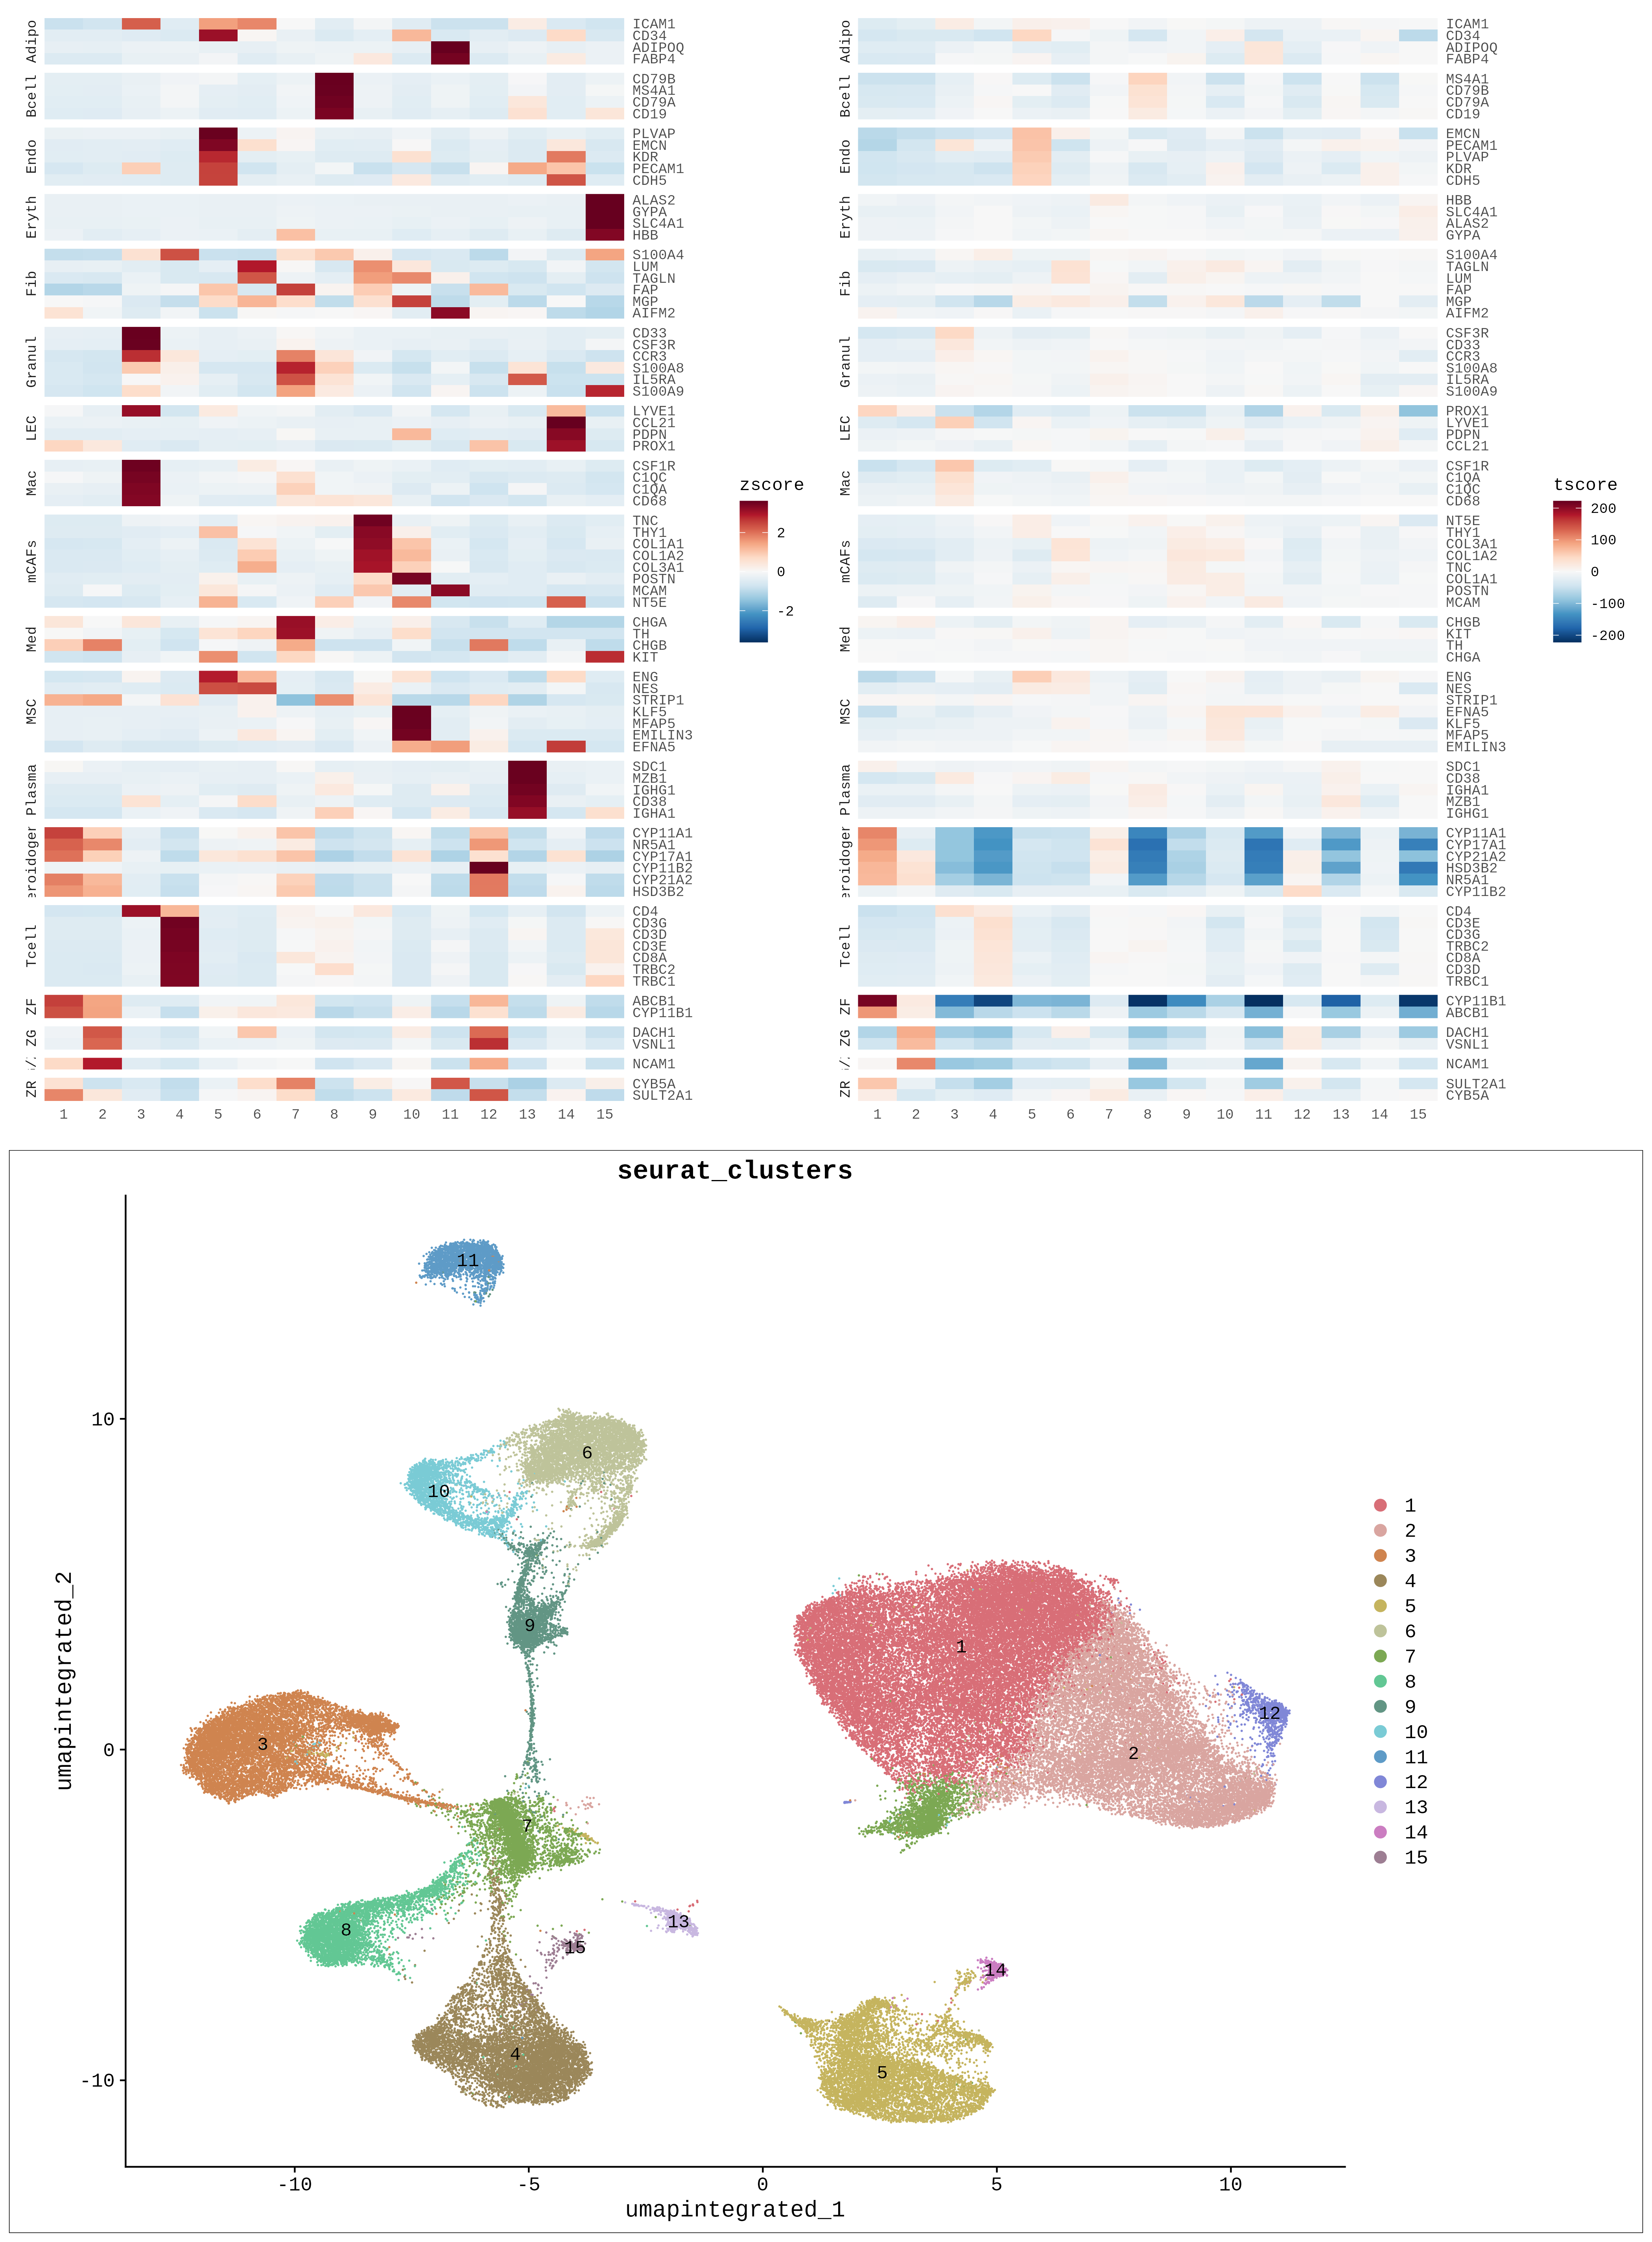 Adipo
ICAM1
CD34
ADIPOQ
FABP4
Bcell
CD79B
MS4A1
CD79A
CD19
Endo
PLVAP
EMCN
KDR
PECAM1
CDH5
Eryth
ALAS2
GYPA
SLC4A1
HBB
Fib
S100A4
LUM
TAGLN
FAP
MGP
AIFM2
Granul
CD33
CSF3R
CCR3
S100A8
IL5RA
S100A9
LEC
LYVE1
CCL21
PDPN
PROX1
Mac
CSF1R
C1QC
C1QA
CD68
mCAFs
TNC
THY1
COL1A1
COL1A2
COL3A1
POSTN
MCAM
NT5E
Med
CHGA
TH
CHGB
KIT
MSC
ENG
NES
STRIP1
KLF5
MFAP5
EMILIN3
EFNA5
Plasma
SDC1
MZB1
IGHG1
CD38
IGHA1
eroidoger
CYP11A1
NR5A1
CYP17A1
CYP11B2
CYP21A2
HSD3B2
Tcell
CD4
CD3G
CD3D
CD3E
CD8A
TRBC2
TRBC1
ZF
ABCB1
CYP11B1
ZG
DACH1
VSNL1
NCAM1
ZR
CYB5A
SULT2A1
1 2 3 4 5 6 7 8 9 10 11 12 13 14 15
zscore
2
0
-2
Adipo
ICAM1
CD34
ADIPOQ
FABP4
Bcell
MS4A1
CD79B
CD79A
CD19
Endo
EMCN
PECAM1
PLVAP
KDR
CDH5
Eryth
HBB
SLC4A1
ALAS2
GYPA
Fib
S100A4
TAGLN
LUM
FAP
MGP
AIFM2
Granul
CSF3R
CD33
CCR3
S100A8
IL5RA
S100A9
LEC
PROX1
LYVE1
PDPN
CCL21
Mac
CSF1R
C1QA
C1QC
CD68
mCAFs
NT5E
THY1
COL3A1
COL1A2
TNC
COL1A1
POSTN
MCAM
Med
CHGB
KIT
TH
CHGA
MSC
ENG
NES
STRIP1
EFNA5
KLF5
MFAP5
EMILIN3
Plasma
SDC1
CD38
IGHA1
MZB1
IGHG1
eroidoger
CYP11A1
CYP17A1
CYP21A2
HSD3B2
NR5A1
CYP11B2
Tcell
CD4
CD3E
CD3G
TRBC2
CD8A
CD3D
TRBC1
ZF
CYP11B1
ABCB1
ZG
DACH1
VSNL1
NCAM1
ZR
SULT2A1
CYB5A
1 2 3 4 5 6 7 8 9 10 11 12 13 14 15
tscore
200
100
0
-100
-200
seurat_clusters
umapintegrated_2
10
0
-10
11
6
10
9
1
3
2
12
7
8
13
15
14
4
5
-10 -5 0 5 10
umapintegrated_1
1
2
3
4
5
6
7
8
9
10
11
12
13
14
15